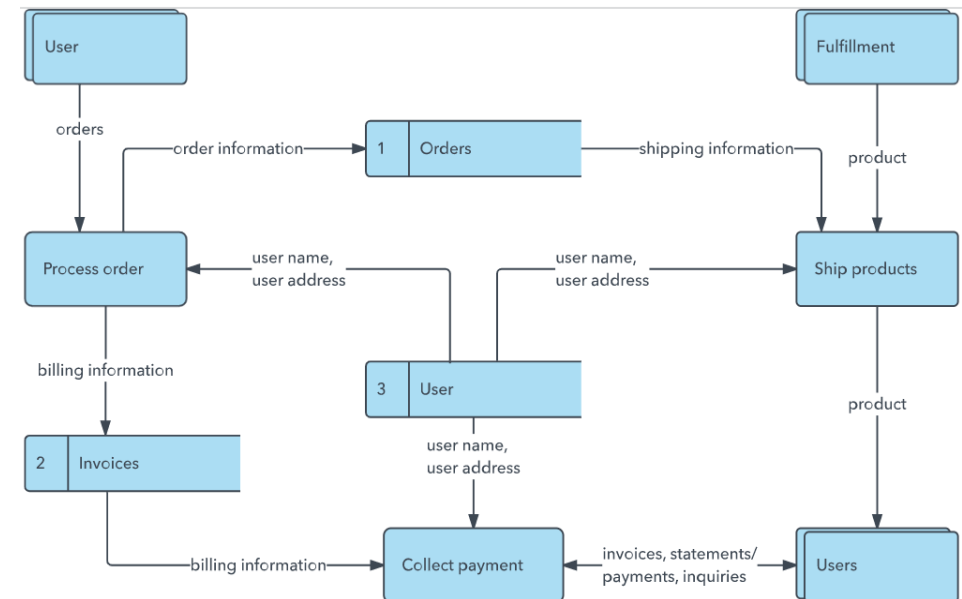 User
Fulfillment
orders
order information
1 Orders
shipping information
product
Process order
user name,
user address
user name,
user address
Ship products
billing information
3 User
product
user name,
user address
2 Invoices
billing information
Collect payment
invoices, statements/
payments, inquiries
Users